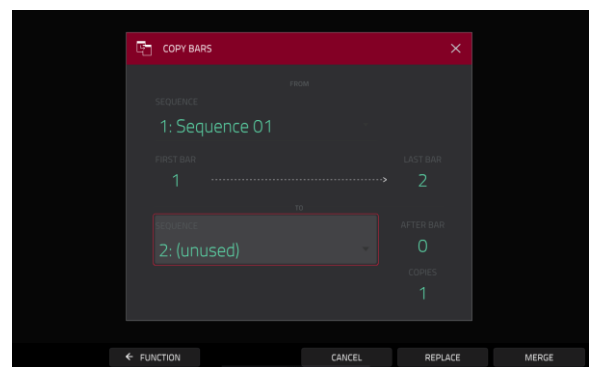 COPY BARS
FROM
SEQUENCE
1: Sequence 01
FIRST BAR LAST BAR
1 2
TO
SEQUENCE AFTER BAR
2: (unused) 0
COPIES
1
FUNCTION CANCEL REPLACE MERGE